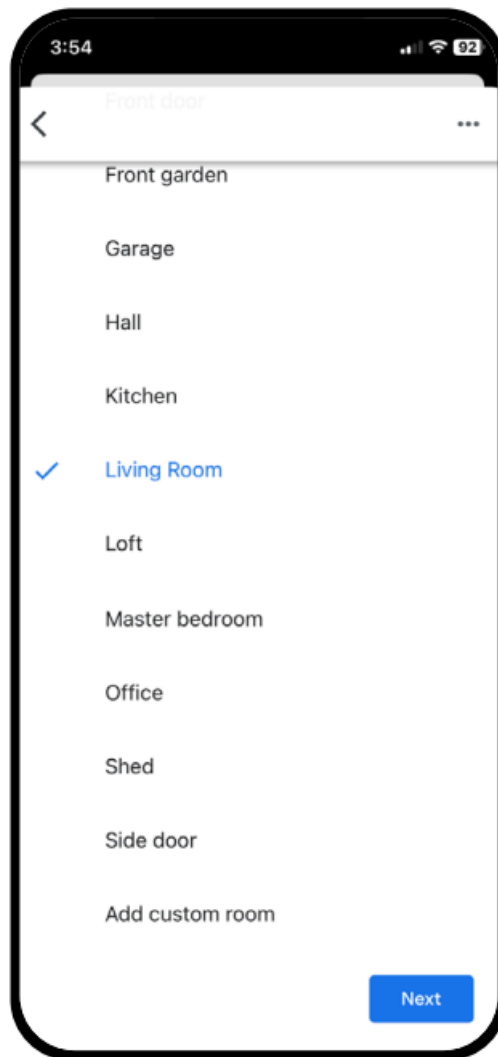 3:54
92
Front door
Front garden
Garage
Hall
Kitchen
Living Room
Loft
Master bedroom
Office
Shed
Side door
Add custom room
Next